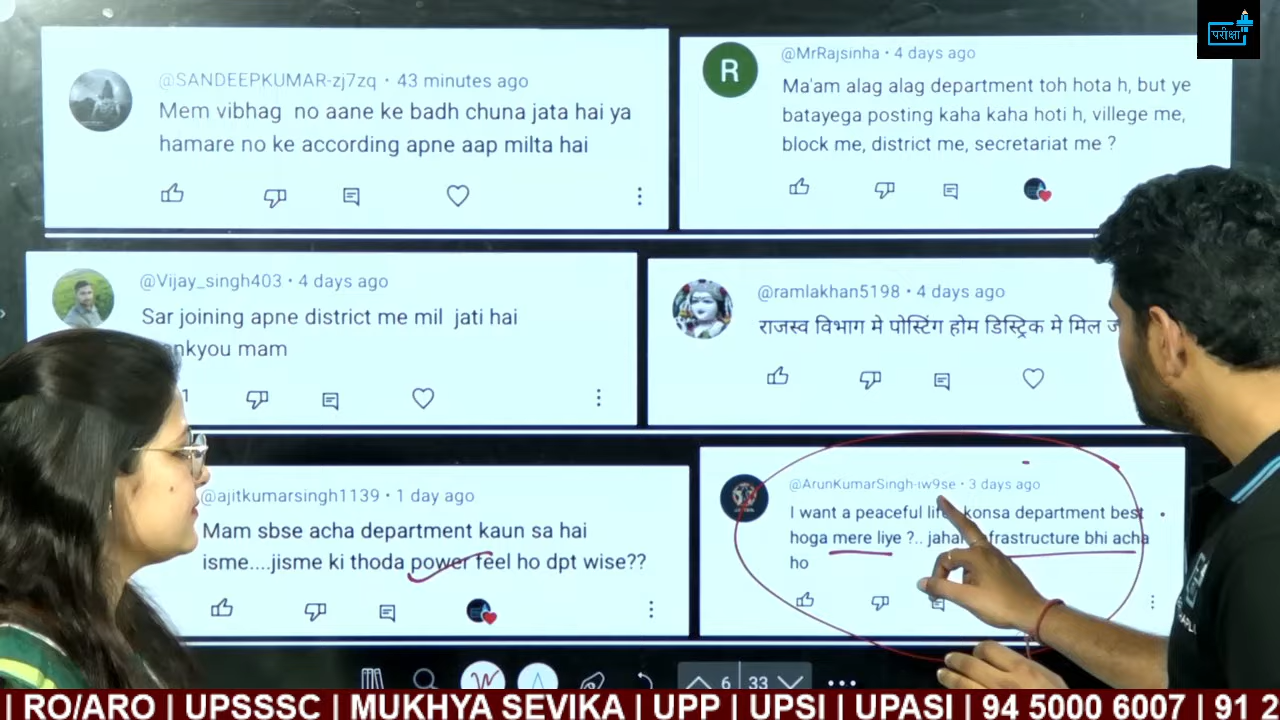 परीक्षा
@SANDEEPKUMAR-zj7zq • 43 minutes ago
Mem vibhag no aane ke badh chuna jata hai ya
hamare no ke according apne aap milta hai
R
@MrRajsinha • 4 days ago
Ma'am alag alag department toh hota h, but ye
batayega posting kaha kaha hoti h, villege me,
block me, district me, secretariat me ?
@Vijay_singh403 • 4 days ago
Sar joining apne district me mil jati hai
mam
1
@ramlakhan5198 • 4 days ago
राजस्व विभाग मे पोस्टिंग होम डिस्ट्रिक मे मिल
@ajitkumarsingh1139 • 1 day ago
Mam sbse acha department kaun sa hai
isme....jisme ki thoda power feel ho dpt wise??
@ArunKumarSingh-iw9se • 3 days ago
I want a peaceful konsa department best
hoga mere liye ?.. bhi acha
ho
6 33
| RO/ARO | UPSSSC | MUKHYA SEVIKA | UPP | UPSI | UPASI | 94 5000 6007 | 91 2